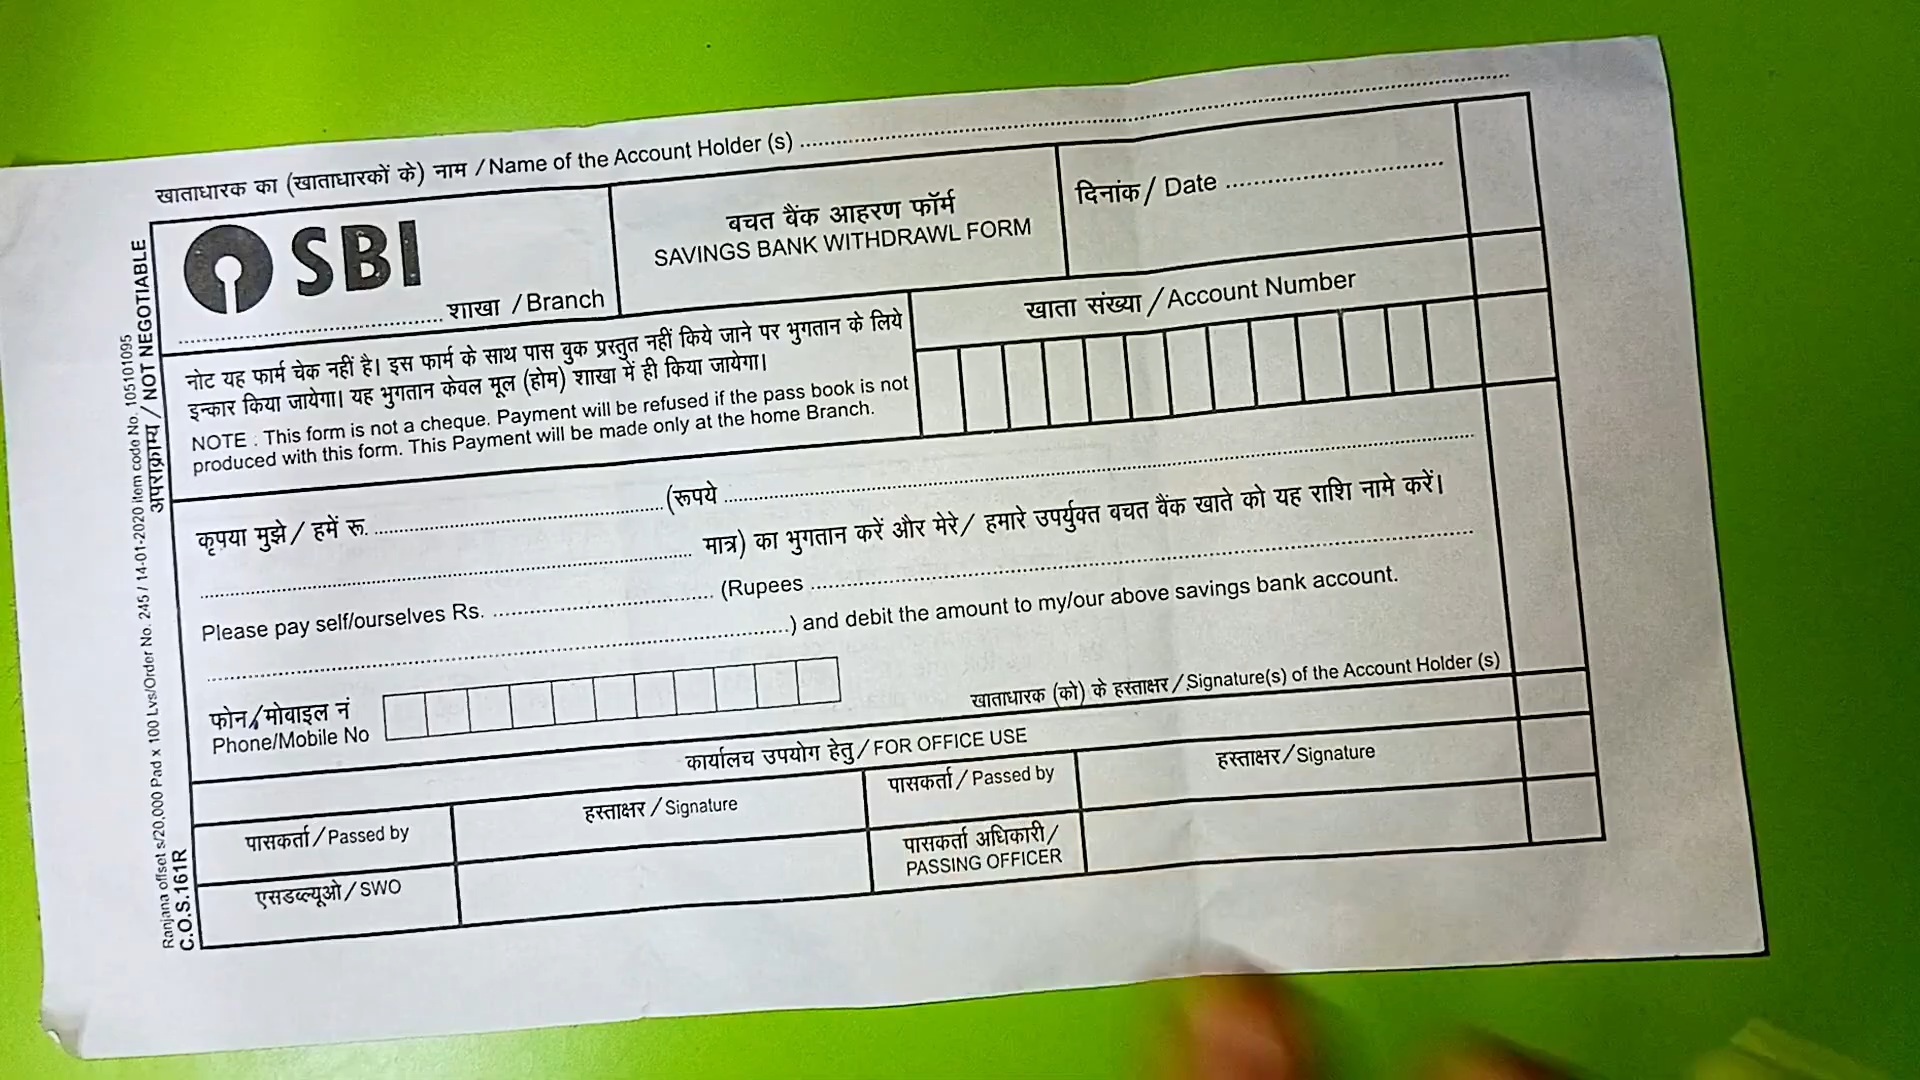 खाताधारक का (खाताधारकों के) नाम / Name of the Account Holder (s) ........................................
SBI
........................................ शाखा / Branch
बचत बैंक आहरण फॉर्म
SAVINGS BANK WITHDRAWL FORM
दिनांक / Date ........................................
नोट यह फार्म चेक नहीं है। इस फार्म के साथ पास बुक प्रस्तुत नहीं किये जाने पर भुगतान के लिये
इन्कार किया जायेगा। यह भुगतान केवल मूल (होम) शाखा में ही किया जायेगा।
NOTE : This form is not a cheque. Payment will be refused if the pass book is not
produced with this form. This Payment will be made only at the home Branch.
खाता संख्या / Account Number
कृपया मुझे / हमें रू. ........................................ (रूपये ........................................
........................................ मात्र) का भुगतान करें और मेरे / हमारे उपर्युक्त बचत बैंक खाते को यह राशि नामे करें।
Please pay self/ourselves Rs. ........................................ (Rupees ........................................
........................................) and debit the amount to my/our above savings bank account.
फोन/मोबाइल नं
Phone/Mobile No
खाताधारक (को) के हस्ताक्षर / Signature(s) of the Account Holder (s)
कार्यालच उपयोग हेतु / FOR OFFICE USE
पासकर्ता / Passed by
हस्ताक्षर / Signature
पासकर्ता / Passed by
हस्ताक्षर / Signature
एसडब्ल्यूओ / SWO
पासकर्ता अधिकारी /
PASSING OFFICER
Ranjana offset s/20,000 Pad x 100 Lvs/Order No. 245 / 14-01-2020 item code No. 105101095
अपराक्राम्य / NOT NEGOTIABLE
C.O.S.161R